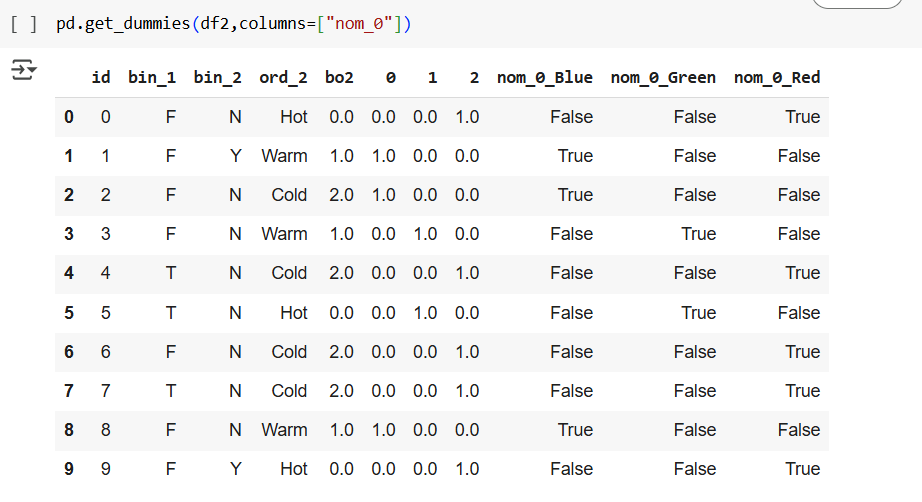 [ ] pd.get_dummies(df2,columns=["nom_0"])
id bin_1 bin_2 ord_2 bo2 0 1 2 nom_0_Blue nom_0_Green nom_0_Red
0 0 F N Hot 0.0 0.0 0.0 1.0 False False True
1 1 F Y Warm 1.0 1.0 0.0 0.0 True False False
2 2 F N Cold 2.0 1.0 0.0 0.0 True False False
3 3 F N Warm 1.0 0.0 1.0 0.0 False True False
4 4 T N Cold 2.0 0.0 0.0 1.0 False False True
5 5 T N Hot 0.0 0.0 1.0 0.0 False True False
6 6 F N Cold 2.0 0.0 0.0 1.0 False False True
7 7 T N Cold 2.0 0.0 0.0 1.0 False False True
8 8 F N Warm 1.0 1.0 0.0 0.0 True False False
9 9 F Y Hot 0.0 0.0 0.0 1.0 False False True